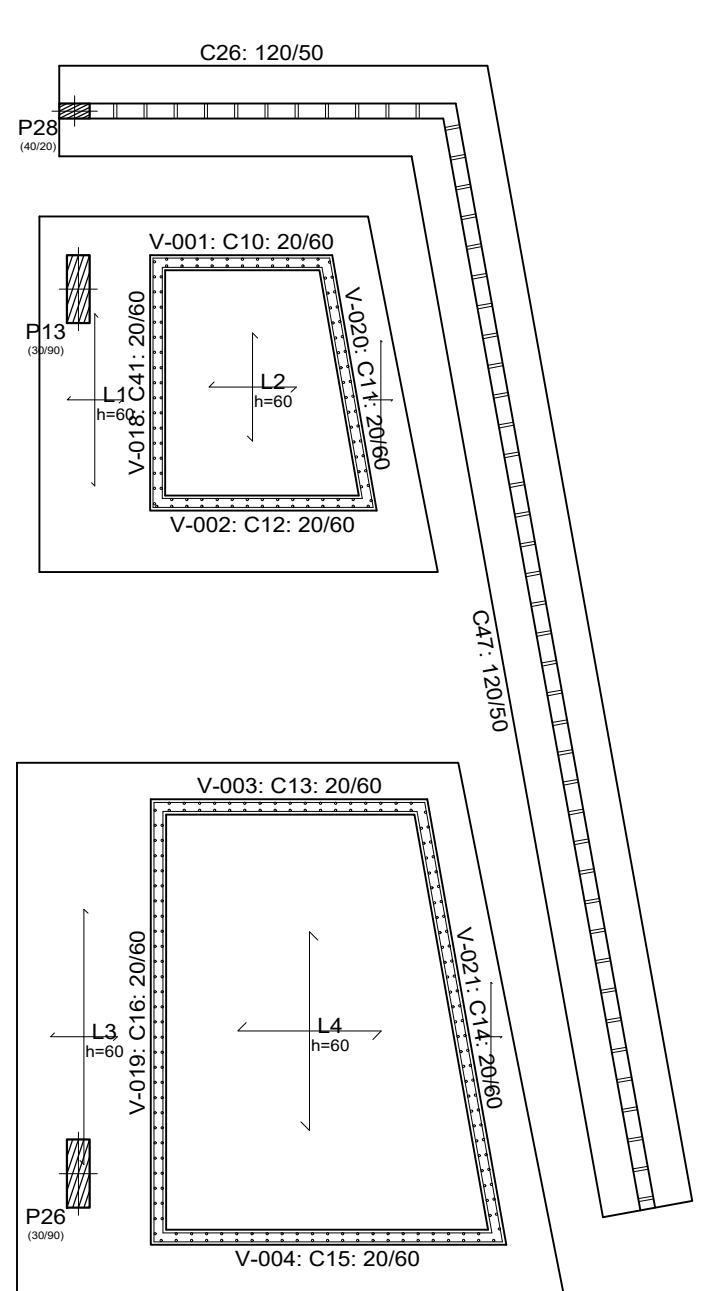 C26: 120/50
P28
(40/20)
V-001: C10: 20/60
P13
(30/90)
V-018: C41: 20/60
L1
h=60
L2
h=60
V-020: C11: 20/60
V-002: C12: 20/60
C47: 120/50
V-003: C13: 20/60
V-019: C16: 20/60
L3
h=60
L4
h=60
V-021: C14: 20/60
P26
(30/90)
V-004: C15: 20/60